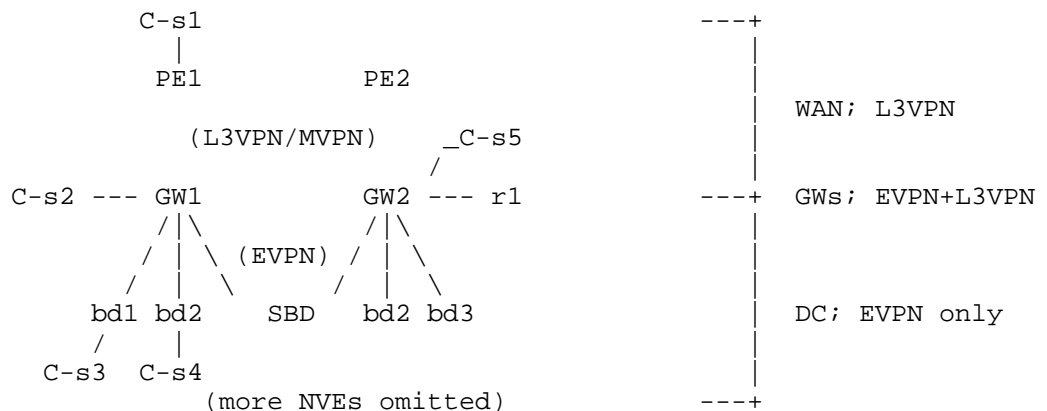 C-s1 ---+
|
PE1 PE2
WAN; L3VPN
(L3VPN/MVPN) _C-s5
/
C-s2 --- GW1 GW2 --- r1 ---+ GWs; EVPN+L3VPN
/|\ /|\
/ | \ (EVPN) / | \
/ | \ / | \
bd1 bd2 SBD bd2 bd3 DC; EVPN only
/ |
C-s3 C-s4
(more NVEs omitted) ---+